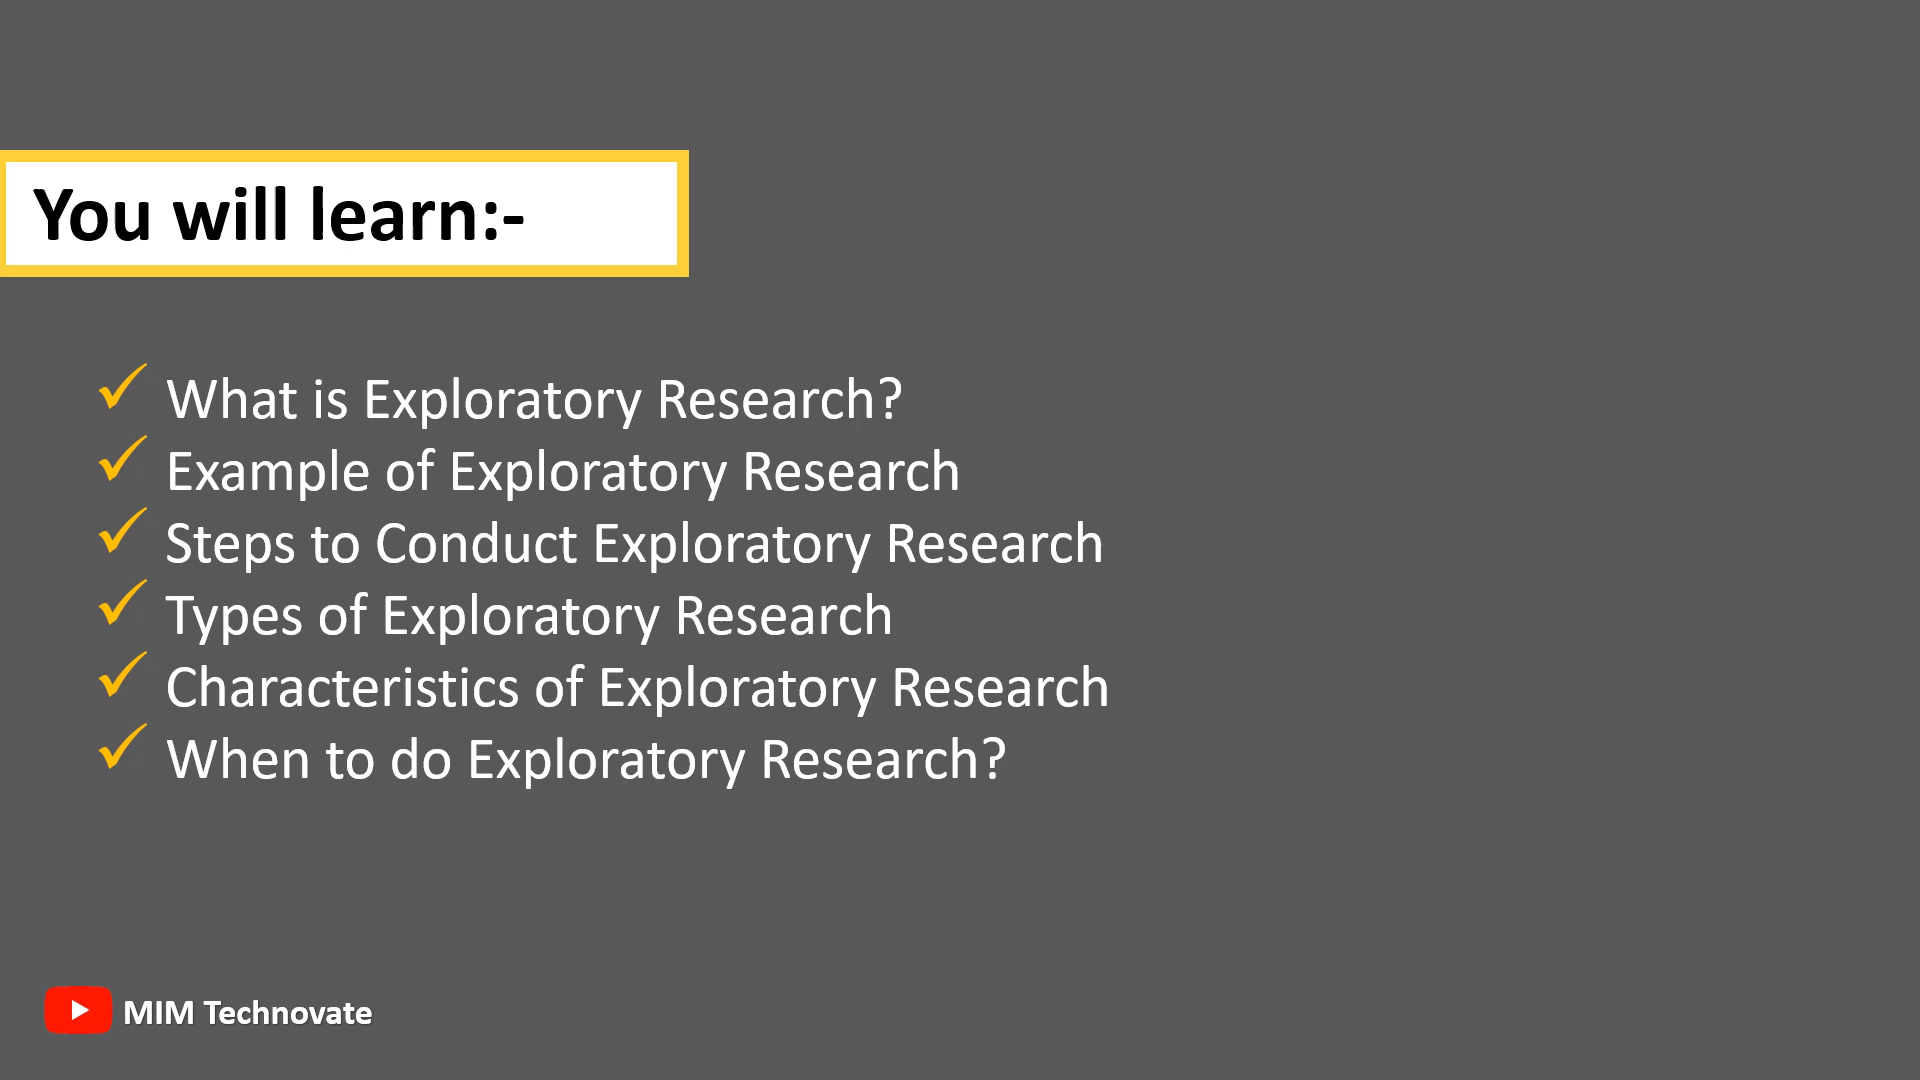 You will learn:-
What is Exploratory Research?
Example of Exploratory Research
Steps to Conduct Exploratory Research
Types of Exploratory Research
Characteristics of Exploratory Research
When to do Exploratory Research?
MIM Technovate